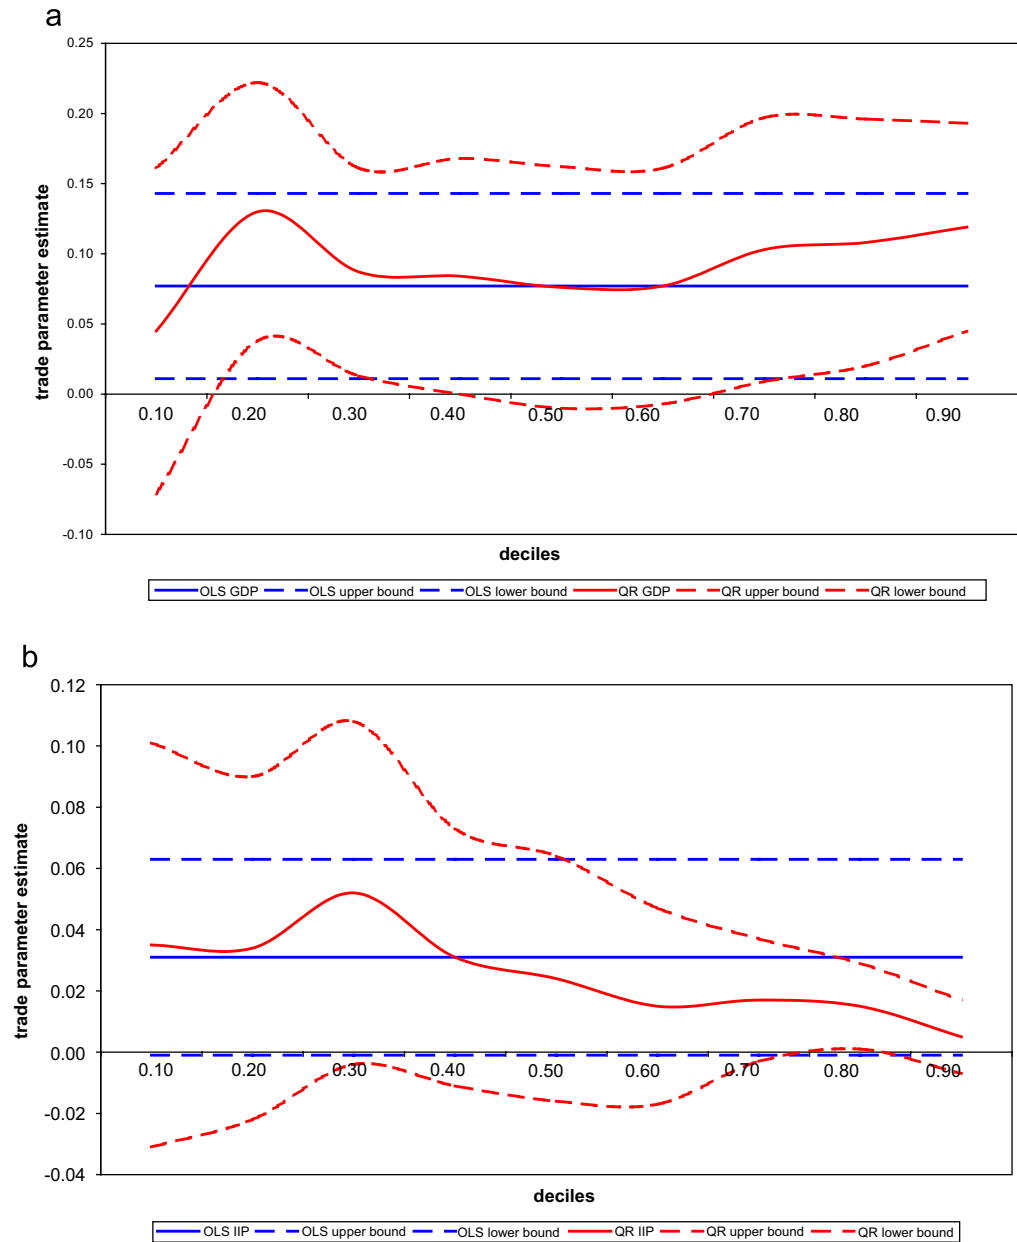 a
0.25
0.20
0.15
0.10
0.05
0.00
-0.05
-0.10
trade parameter estimate
0.10 0.20 0.30 0.40 0.50 0.60 0.70 0.80 0.90
deciles
OLS GDP OLS upper bound OLS lower bound QR GDP QR upper bound QR lower bound
b
0.12
0.10
0.08
0.06
0.04
0.02
0.00
-0.02
-0.04
trade parameter estimate
0.10 0.20 0.30 0.40 0.50 0.60 0.70 0.80 0.90
deciles
OLS IIP OLS upper bound OLS lower bound QR IIP QR upper bound QR lower bound